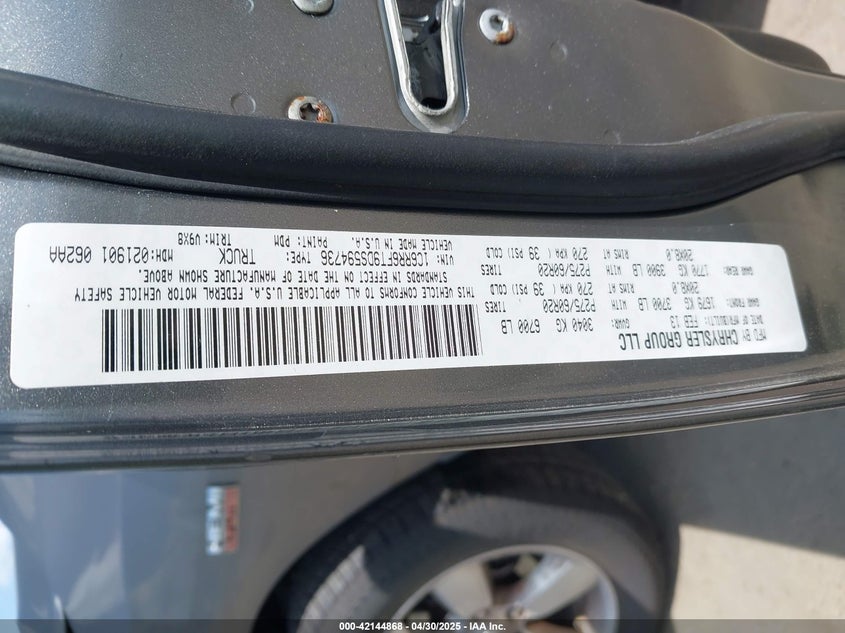 MFD BY CHRYSLER GROUP LLC
DATE OF MFR(BUILT): FEB 13 GVWR: 3040 KG 6700 LB
GAWR FRONT: 1679 KG 3700 LB WITH P275/60R20 TIRES
20X8.0 RIMS AT 270 KPA ( 39 PSI) COLD
GAWR REAR: 1770 KG 3900 LB WITH P275/60R20 TIRES
20X8.0 RIMS AT 270 KPA ( 39 PSI) COLD
THIS VEHICLE CONFORMS TO ALL APPLICABLE U.S.A. FEDERAL MOTOR VEHICLE SAFETY
STANDARDS IN EFFECT ON THE DATE OF MANUFACTURE SHOWN ABOVE.
VIN: 1C6RR6FT9DS594736 TYPE: TRUCK MDH:021901 062AA
VEHICLE MADE IN U.S.A. PAINT: PDM TRIM: V9X8
HEMI
000-42144868 - 04/30/2025 - © IAA, Inc.